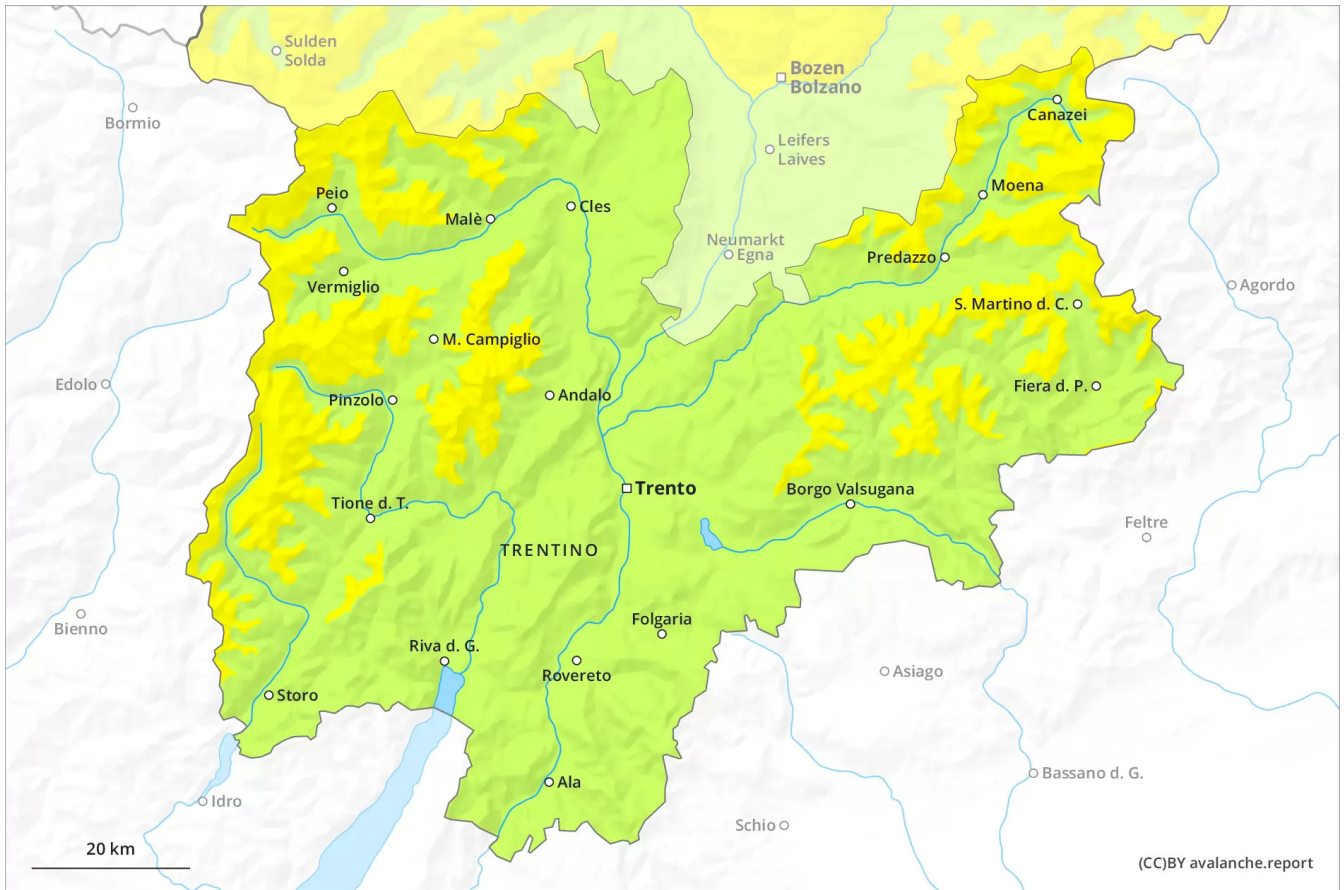 Sulden
Solda
Bozen
Bolzano
Bormio
Canazei
Leifers
Laives
Peio
Moena
Malè
Cles
Neumarkt
Egna
Predazzo
Vermiglio
Agordo
S. Martino d. C.
M. Campiglio
Edolo
Andalo
Fiera d. P.
Pinzolo
Trento
Borgo Valsugana
Tione d. T.
Feltre
TRENTINO
Bienno
Folgaria
Riva d. G.
Asiago
Rovereto
Storo
Bassano d. G.
Ala
Idro
Schio
20 km
(CC)BY avalanche.report